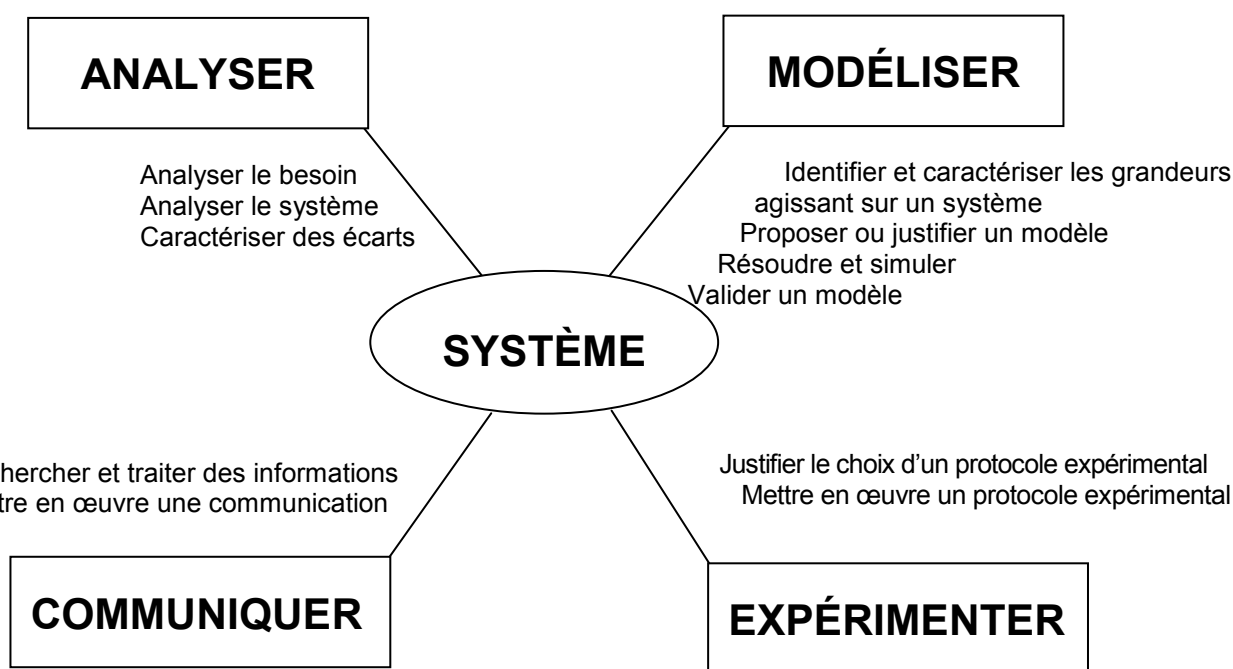 ANALYSER
MODÉLISER
Analyser le besoin
Analyser le système
Caractériser des écarts
Identifier et caractériser les grandeurs
agissant sur un système
Proposer ou justifier un modèle
Résoudre et simuler
Valider un modèle
SYSTÈME
et traiter des informations
en œuvre une communication
Justifier le choix d’un protocole expérimental
Mettre en œuvre un protocole expérimental
COMMUNIQUER
EXPÉRIMENTER